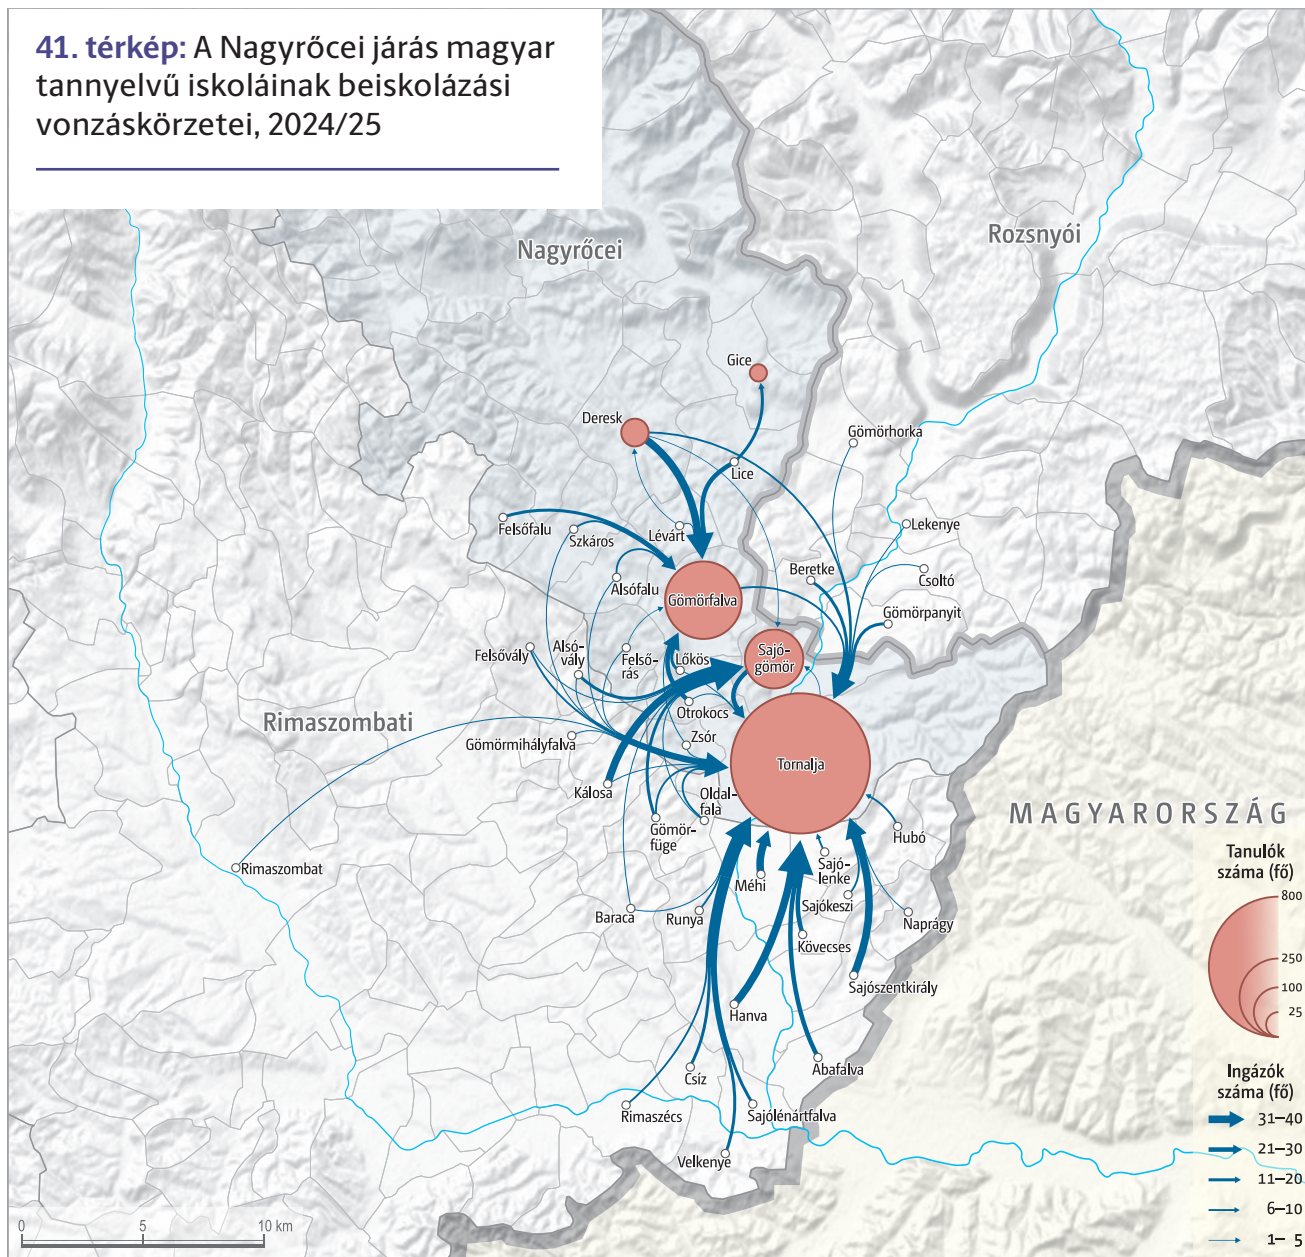 41. térkép: A Nagyrőcei járás magyar
tannyelvű iskoláinak beiskolázási
vonzáskörzetei, 2024/25
Nagyrőcei
Rozsnyói
Gice
Deresk
Gömörhorka
Lice
Felsőfalu
Szkáros
Lévárt
Lekenye
Beretke
Csoltó
Alsófalu
Gömörfalva
Gömörpanyit
Felsővály
Alsó-
vály
Felső-
rás
Lőkös
Sajó-
gömör
Otrokocs
Rimaszombati
Gömörmihályfalva
Zsór
Tornalja
Kálosa
Oldal-
fala
MAGYARORSZÁG
Gömör-
füge
Hubó
Rimaszombat
Sajó-
lenke
Méhi
Sajókeszi
Baraca
Runya
Naprágy
Kövecses
Sajószentkirály
Hanva
Abafalva
Csíz
Rimaszécs
Sajólénártfalva
Velkenye
Tanulók
száma (fő)
800
250
100
25
Ingázók
száma (fő)
31–40
21–30
11–20
6–10
1– 5
0 5 10 km